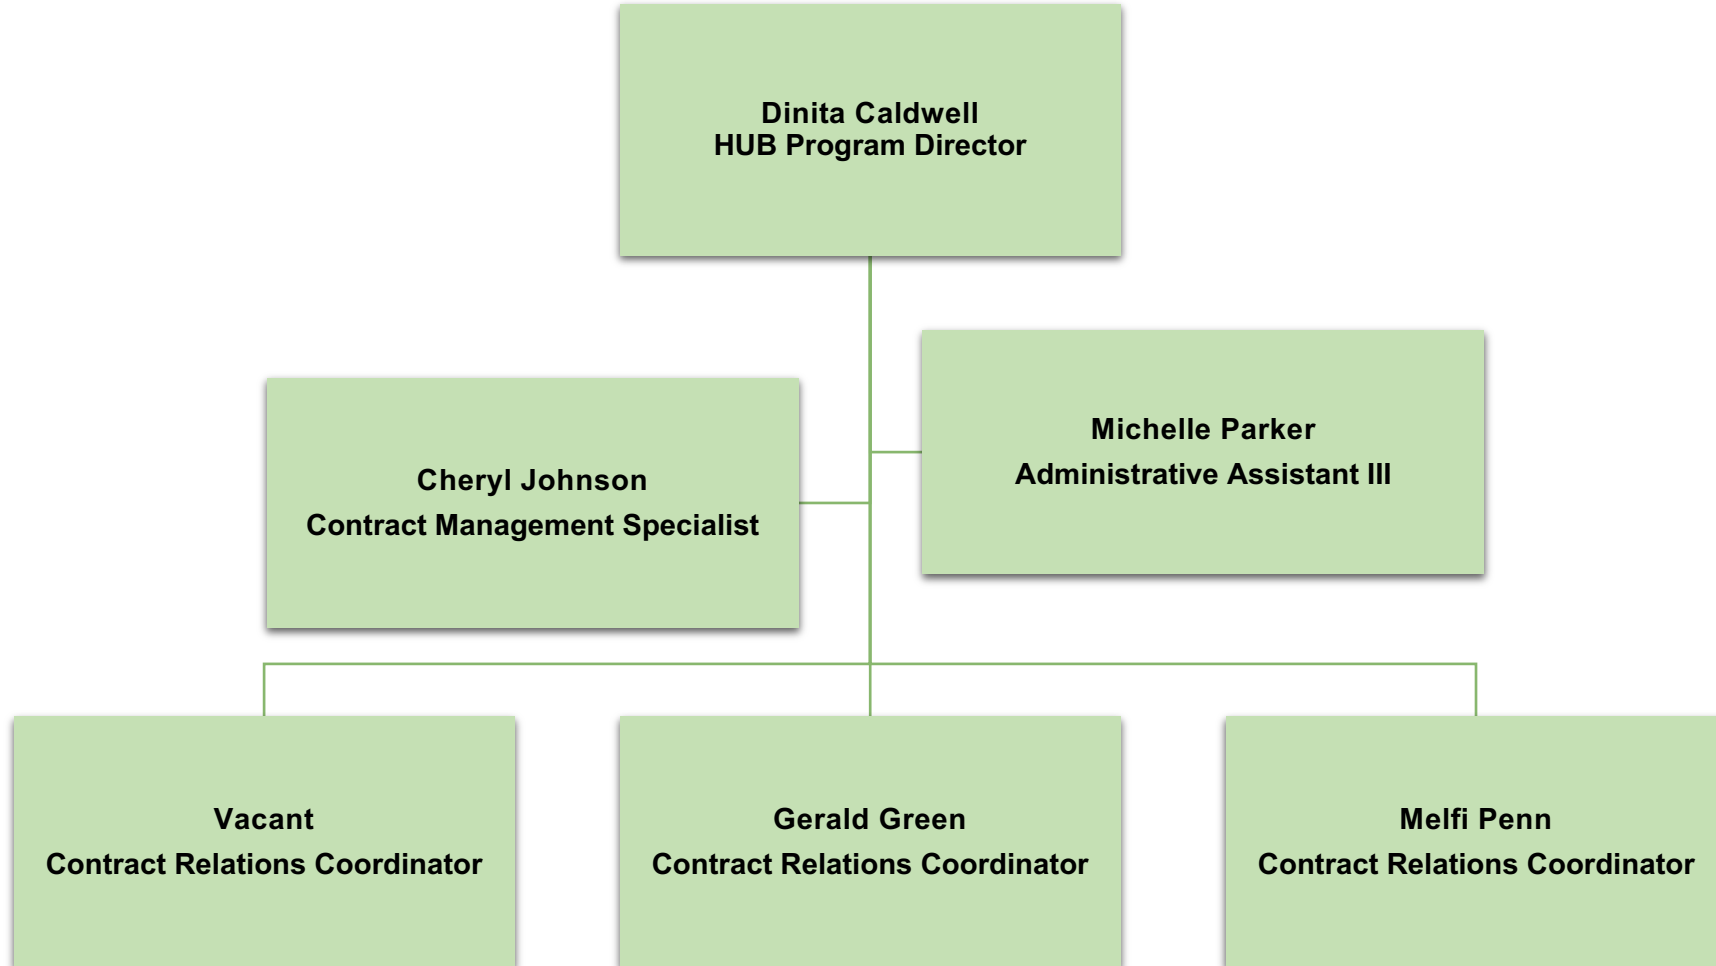 Dinita Caldwell
HUB Program Director
Michelle Parker
Administrative Assistant III
Cheryl Johnson
Contract Management Specialist
Vacant
Contract Relations Coordinator
Gerald Green
Contract Relations Coordinator
Melfi Penn
Contract Relations Coordinator